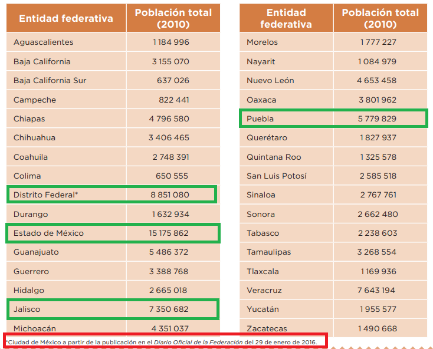 Entidad federativa Población total (2010)
Aguascalientes 1 184 996
Baja California 3 155 070
Baja California Sur 637 026
Campeche 822 441
Chiapas 4 796 580
Chihuahua 3 406 465
Coahuila 2 748 391
Colima 650 555
Distrito Federal* 8 851 080
Durango 1 632 934
Estado de México 15 175 862
Guanajuato 5 486 372
Guerrero 3 388 768
Hidalgo 2 665 018
Jalisco 7 350 682
Michoacán 4 351 037
Entidad federativa Población total (2010)
Morelos 1 777 227
Nayarit 1 084 979
Nuevo León 4 653 458
Oaxaca 3 801 962
Puebla 5 779 829
Querétaro 1 827 937
Quintana Roo 1 325 578
San Luis Potosí 2 585 518
Sinaloa 2 767 761
Sonora 2 662 480
Tabasco 2 238 603
Tamaulipas 3 268 554
Tlaxcala 1 169 936
Veracruz 7 643 194
Yucatán 1 955 577
Zacatecas 1 490 668
*Ciudad de México a partir de la publicación en el Diario Oficial de la Federación del 29 de enero de 2016.